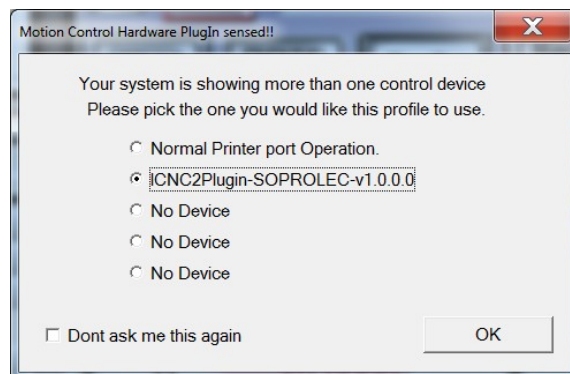 Motion Control Hardware PlugIn sensed!!
Your system is showing more than one control device
Please pick the one you would like this profile to use.
Normal Printer port Operation.
ICNC2Plugin-SOPROLEC-v1.0.0.0
No Device
No Device
No Device
Dont ask me this again
OK